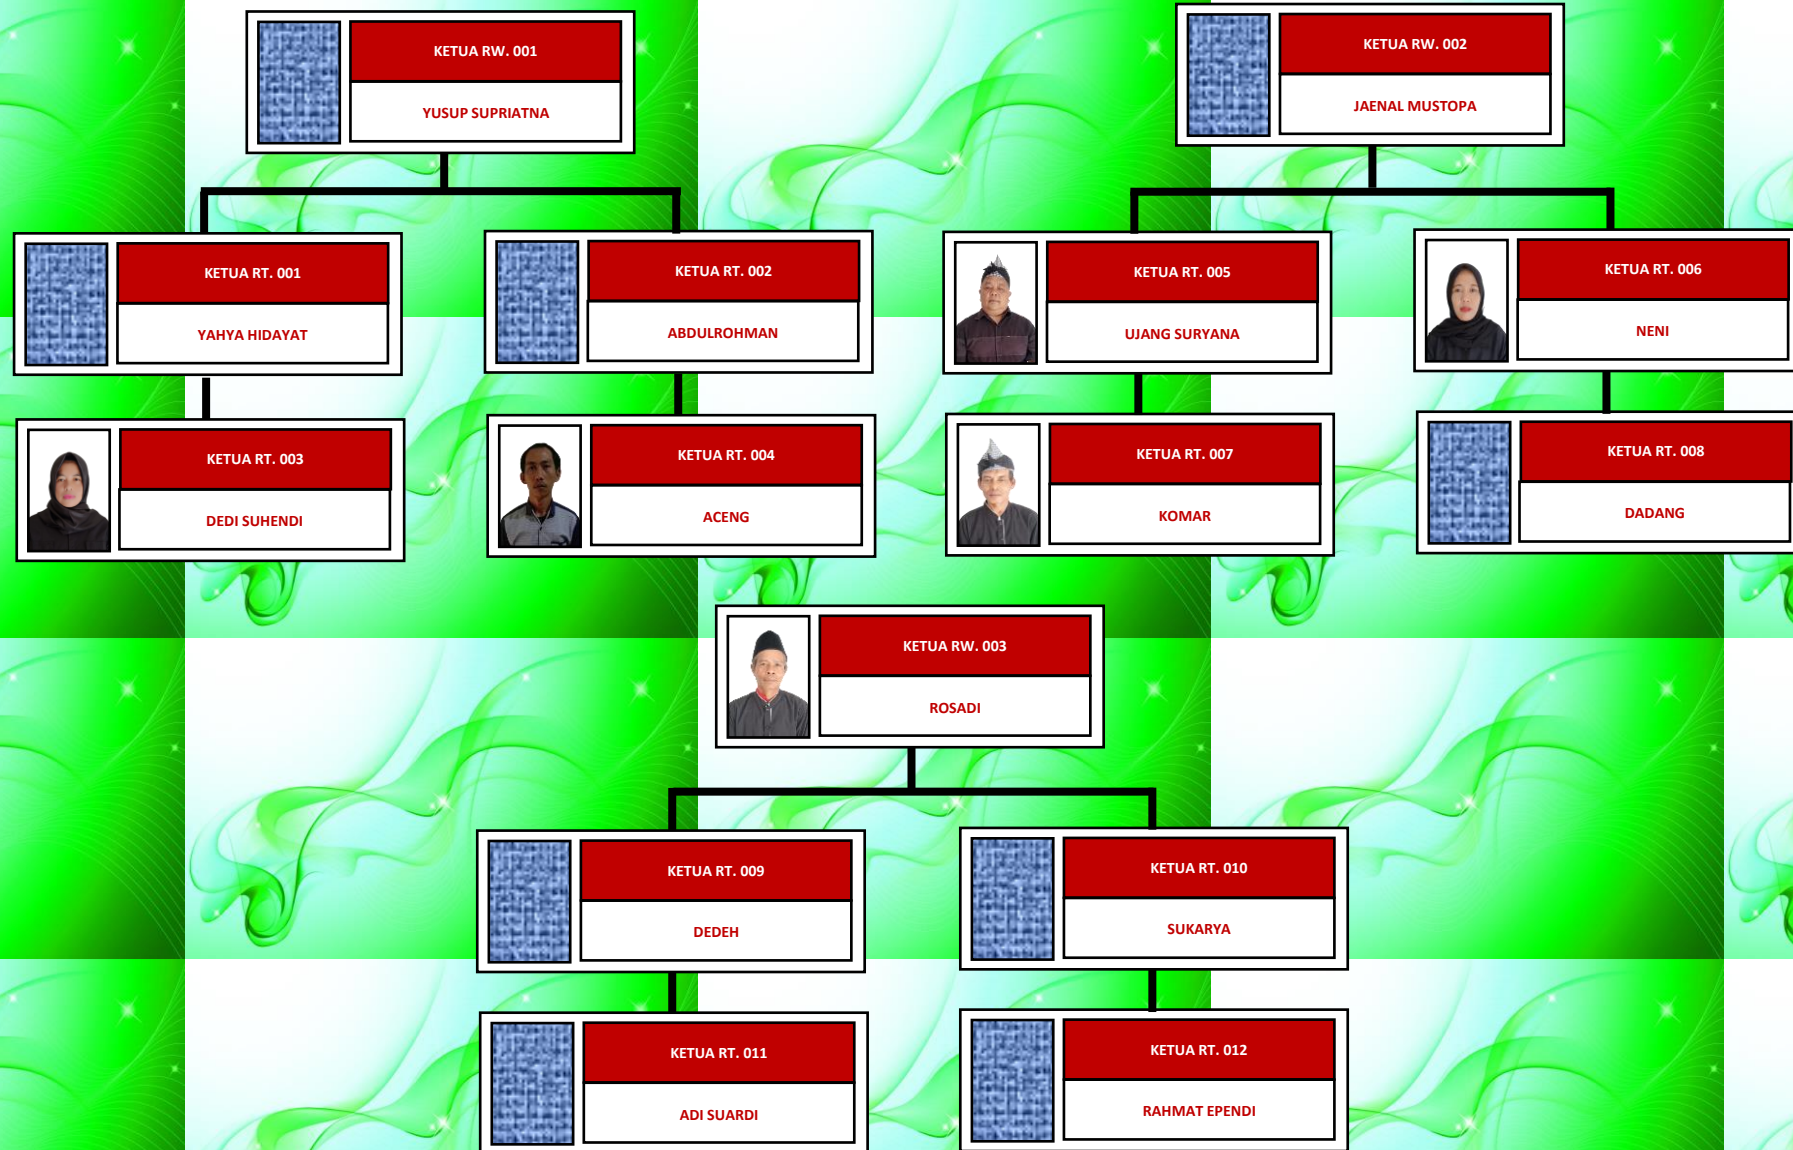 KETUA RW. 001
YUSUP SUPRIATNA
KETUA RW. 002
JAENAL MUSTOPA
KETUA RT. 001
YAHYA HIDAYAT
KETUA RT. 002
ABDULROHMAN
KETUA RT. 005
UJANG SURYANA
KETUA RT. 006
NENI
KETUA RT. 003
DEDI SUHENDI
KETUA RT. 004
ACENG
KETUA RT. 007
KOMAR
KETUA RT. 008
DADANG
KETUA RW. 003
ROSADI
KETUA RT. 009
DEDEH
KETUA RT. 010
SUKARYA
KETUA RT. 011
ADI SUARDI
KETUA RT. 012
RAHMAT EPENDI